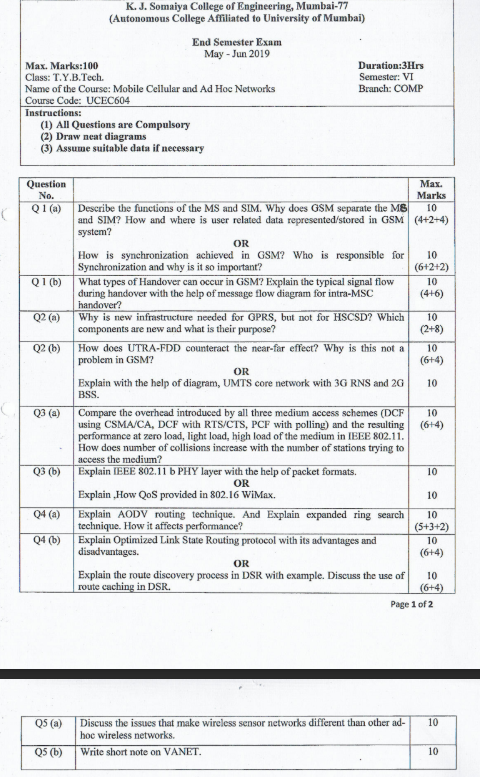 K. J. Somaiya College of Engineering, Mumbai-77
(Autonomous College Affiliated to University of Mumbai)
End Semester Exam
May - Jun 2019
Max. Marks:100 Duration:3Hrs
Class: T.Y.B.Tech. Semester: VI
Name of the Course: Mobile Cellular and Ad Hoc Networks Branch: COMP
Course Code: UCEC604
Instructions:
(1) All Questions are Compulsory
(2) Draw neat diagrams
(3) Assume suitable data if necessary
Question Max.
No. Marks
Q 1 (a) Describe the functions of the MS and SIM. Why does GSM separate the MS 10
and SIM? How and where is user related data represented/stored in GSM (4+2+4)
system?
OR
How is synchronization achieved in GSM? Who is responsible for 10
Synchronization and why is it so important? (6+2+2)
Q 1 (b) What types of Handover can occur in GSM? Explain the typical signal flow 10
during handover with the help of message flow diagram for intra-MSC (4+6)
handover?
Q2 (a) Why is new infrastructure needed for GPRS, but not for HSCSD? Which 10
components are new and what is their purpose? (2+8)
Q2 (b) How does UTRA-FDD counteract the near-far effect? Why is this not a 10
problem in GSM? (6+4)
OR
Explain with the help of diagram, UMTS core network with 3G RNS and 2G 10
BSS.
Q3 (a) Compare the overhead introduced by all three medium access schemes (DCF 10
using CSMA/CA, DCF with RTS/CTS, PCF with polling) and the resulting (6+4)
performance at zero load, light load, high load of the medium in IEEE 802.11.
How does number of collisions increase with the number of stations trying to
access the medium?
Q3 (b) Explain IEEE 802.11 b PHY layer with the help of packet formats. 10
OR
Explain ,How QoS provided in 802.16 WiMax. 10
Q4 (a) Explain AODV routing technique. And Explain expanded ring search 10
technique. How it affects performance? (5+3+2)
Q4 (b) Explain Optimized Link State Routing protocol with its advantages and 10
disadvantages. (6+4)
OR
Explain the route discovery process in DSR with example. Discuss the use of 10
route caching in DSR. (6+4)
Page 1 of 2
Q5 (a) Discuss the issues that make wireless sensor networks different than other ad- 10
hoc wireless networks.
Q5 (b) Write short note on VANET. 10